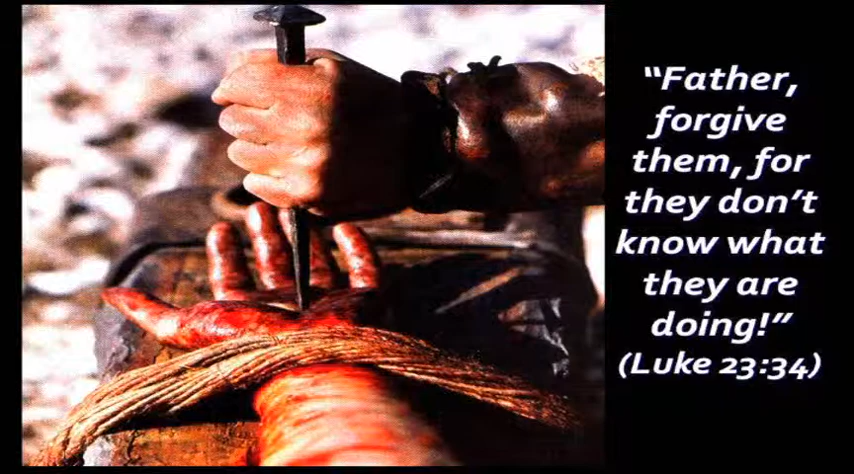 “Father,
forgive
them, for
they don’t
know what
they are
doing!”
(Luke 23:34)